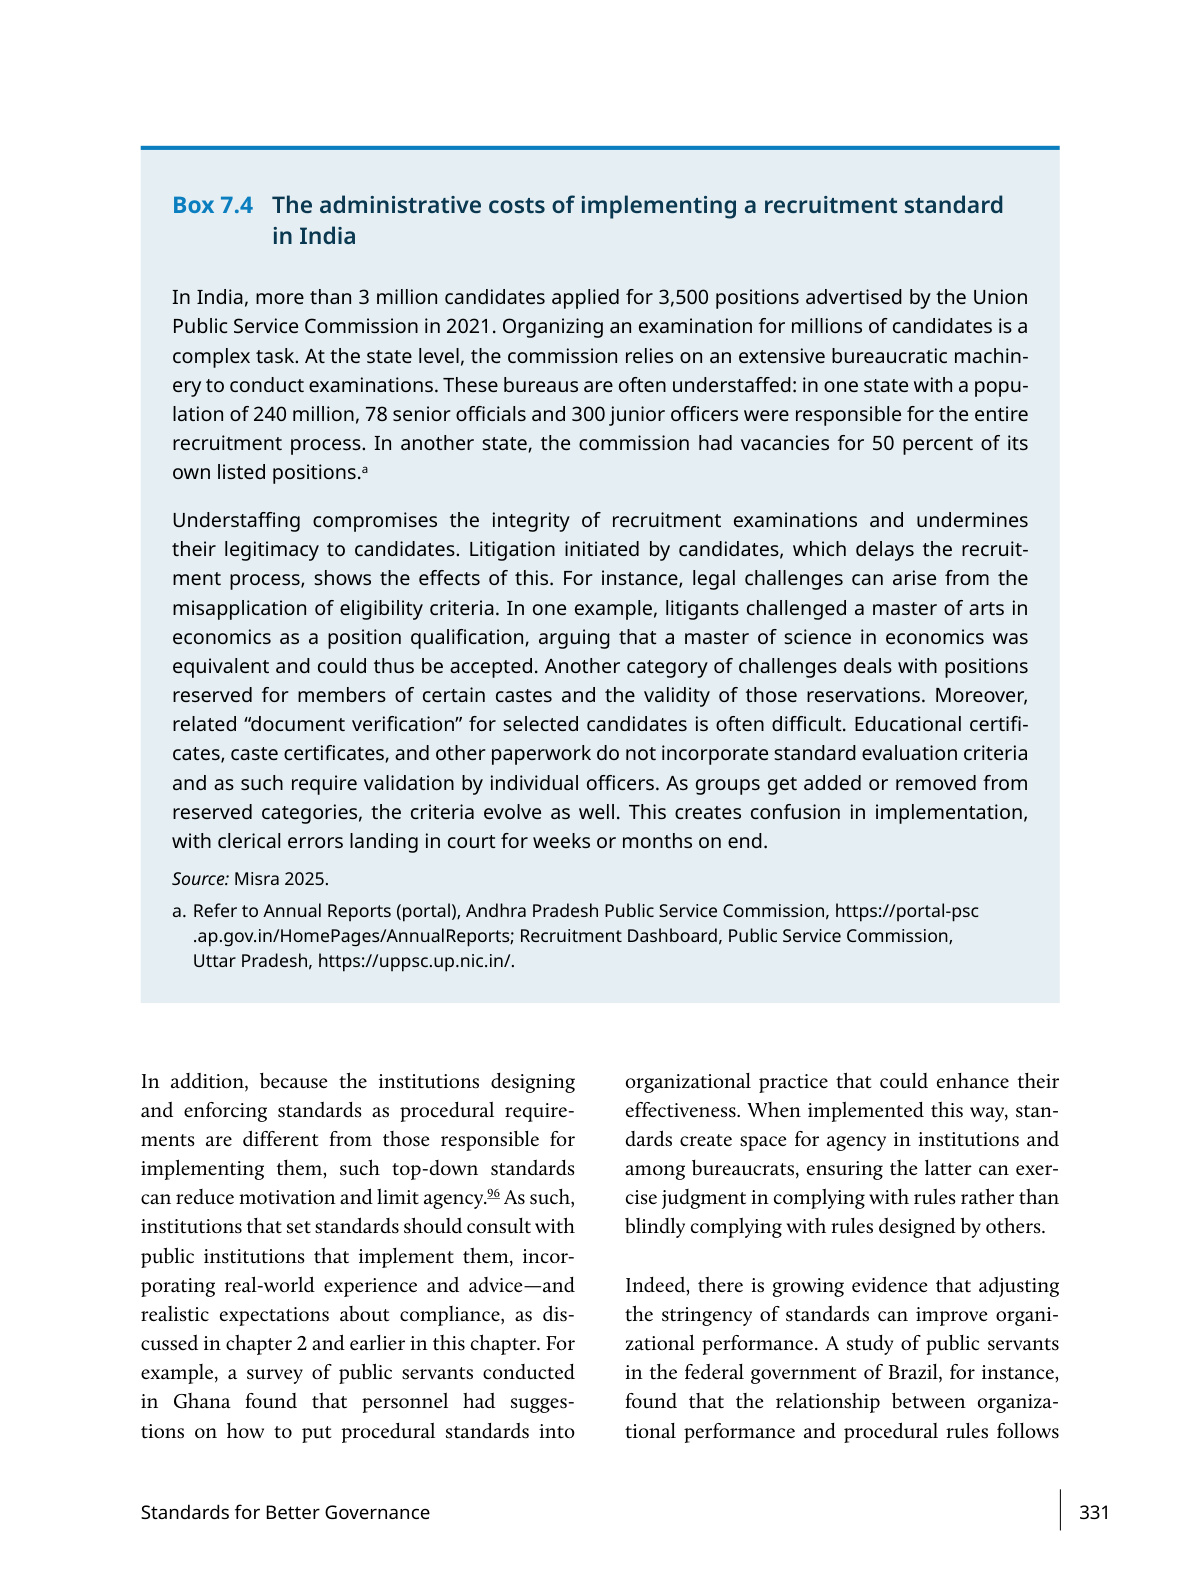 Box 7.4 The administrative costs of implementing a recruitment standard
in India
In India, more than 3 million candidates applied for 3,500 positions advertised by the Union
Public Service Commission in 2021. Organizing an examination for millions of candidates is a
complex task. At the state level, the commission relies on an extensive bureaucratic machin-
ery to conduct examinations. These bureaus are often understaffed: in one state with a popu-
lation of 240 million, 78 senior officials and 300 junior officers were responsible for the entire
recruitment process. In another state, the commission had vacancies for 50 percent of its
own listed positions.a
Understaffing compromises the integrity of recruitment examinations and undermines
their legitimacy to candidates. Litigation initiated by candidates, which delays the recruit-
ment process, shows the effects of this. For instance, legal challenges can arise from the
misapplication of eligibility criteria. In one example, litigants challenged a master of arts in
economics as a position qualification, arguing that a master of science in economics was
equivalent and could thus be accepted. Another category of challenges deals with positions
reserved for members of certain castes and the validity of those reservations. Moreover,
related “document verification” for selected candidates is often difficult. Educational certifi-
cates, caste certificates, and other paperwork do not incorporate standard evaluation criteria
and as such require validation by individual officers. As groups get added or removed from
reserved categories, the criteria evolve as well. This creates confusion in implementation,
with clerical errors landing in court for weeks or months on end.
Source: Misra 2025.
a. Refer to Annual Reports (portal), Andhra Pradesh Public Service Commission, https://portal-psc
.ap.gov.in/HomePages/AnnualReports; Recruitment Dashboard, Public Service Commission,
Uttar Pradesh, https://uppsc.up.nic.in/.
In addition, because the institutions designing
and enforcing standards as procedural require-
ments are different from those responsible for
implementing them, such top-down standards
can reduce motivation and limit agency.96 As such,
institutions that set standards should consult with
public institutions that implement them, incor-
porating real-world experience and advice—and
realistic expectations about compliance, as dis-
cussed in chapter 2 and earlier in this chapter. For
example, a survey of public servants conducted
in Ghana found that personnel had sugges-
tions on how to put procedural standards into
organizational practice that could enhance their
effectiveness. When implemented this way, stan-
dards create space for agency in institutions and
among bureaucrats, ensuring the latter can exer-
cise judgment in complying with rules rather than
blindly complying with rules designed by others.
Indeed, there is growing evidence that adjusting
the stringency of standards can improve organi-
zational performance. A study of public servants
in the federal government of Brazil, for instance,
found that the relationship between organiza-
tional performance and procedural rules follows
Standards for Better Governance
331